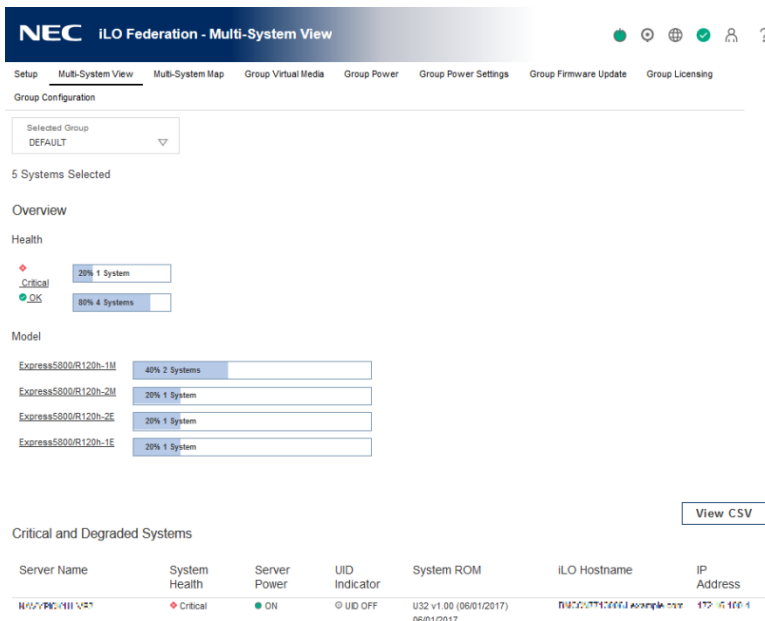 NEC iLO Federation - Multi-System View
Setup Multi-System View Multi-System Map Group Virtual Media Group Power Group Power Settings Group Firmware Update Group Licensing
Group Configuration
Selected Group
DEFAULT
5 Systems Selected
Overview
Health
Critical
20% 1 System
OK
80% 4 Systems
Model
Express5800/R120h-1M 40% 2 Systems
Express5800/R120h-2M 20% 1 System
Express5800/R120h-2E 20% 1 System
Express5800/R120h-1E 20% 1 System
View CSV
Critical and Degraded Systems
Server Name System Health Server Power UID Indicator System ROM iLO Hostname IP Address
Critical ON UID OFF U32 v1.00 (06/01/2017)
06/01/2017